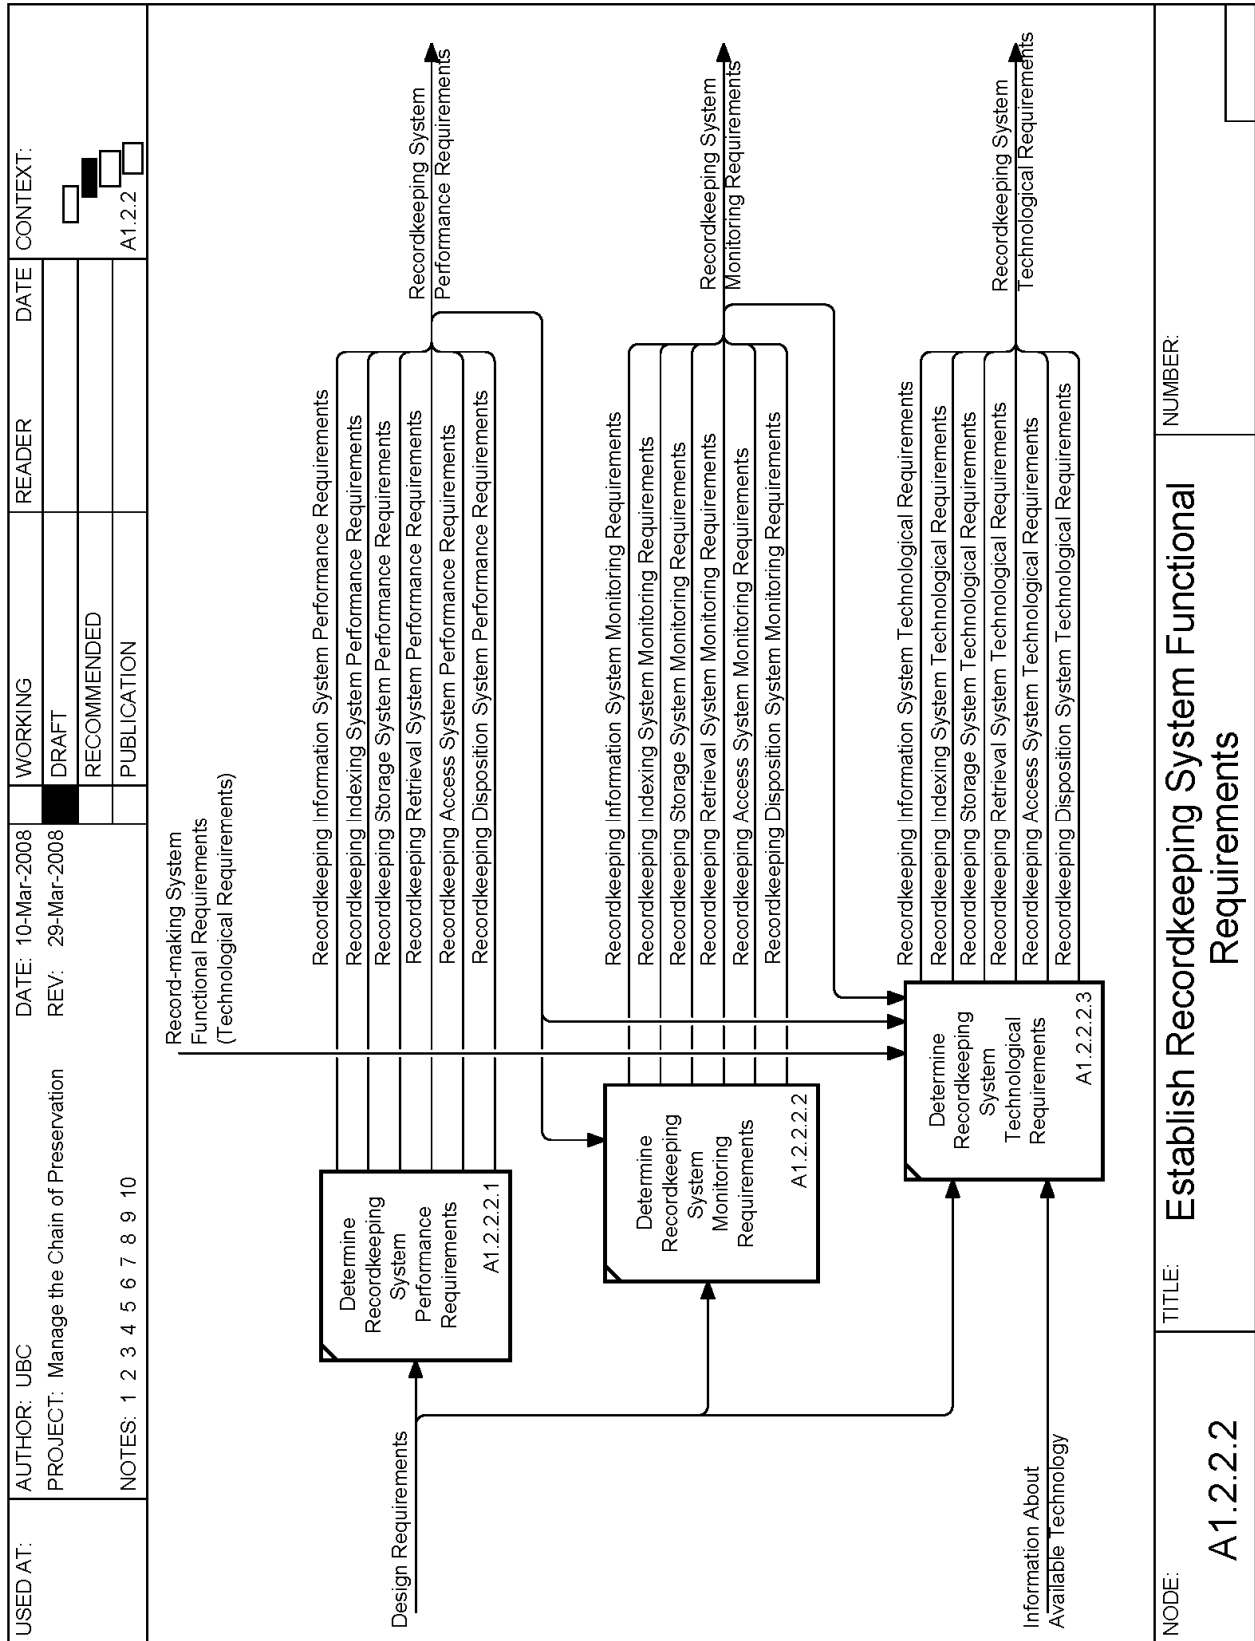 USED AT:
AUTHOR: UBC
PROJECT: Manage the Chain of Preservation
NOTES: 1 2 3 4 5 6 7 8 9 10
DATE: 10-Mar-2008
REV: 29-Mar-2008
WORKING
DRAFT
RECOMMENDED
PUBLICATION
READER
DATE
CONTEXT:
A1.2.2
Record-making System
Functional Requirements
(Technological Requirements)
Design Requirements
Determine
Recordkeeping
System
Performance
Requirements
A1.2.2.2.1
Recordkeeping Information System Performance Requirements
Recordkeeping Indexing System Performance Requirements
Recordkeeping Storage System Performance Requirements
Recordkeeping Retrieval System Performance Requirements
Recordkeeping Access System Performance Requirements
Recordkeeping Disposition System Performance Requirements
Recordkeeping System
Performance Requirements
Determine
Recordkeeping
System
Monitoring
Requirements
A1.2.2.2.2
Recordkeeping Information System Monitoring Requirements
Recordkeeping Indexing System Monitoring Requirements
Recordkeeping Storage System Monitoring Requirements
Recordkeeping Retrieval System Monitoring Requirements
Recordkeeping Access System Monitoring Requirements
Recordkeeping Disposition System Monitoring Requirements
Recordkeeping System
Monitoring Requirements
Information About
Available Technology
Determine
Recordkeeping
System
Technological
Requirements
A1.2.2.2.3
Recordkeeping Information System Technological Requirements
Recordkeeping Indexing System Technological Requirements
Recordkeeping Storage System Technological Requirements
Recordkeeping Retrieval System Technological Requirements
Recordkeeping Access System Technological Requirements
Recordkeeping Disposition System Technological Requirements
Recordkeeping System
Technological Requirements
NODE:
A1.2.2.2
TITLE:
Establish Recordkeeping System Functional
Requirements
NUMBER: